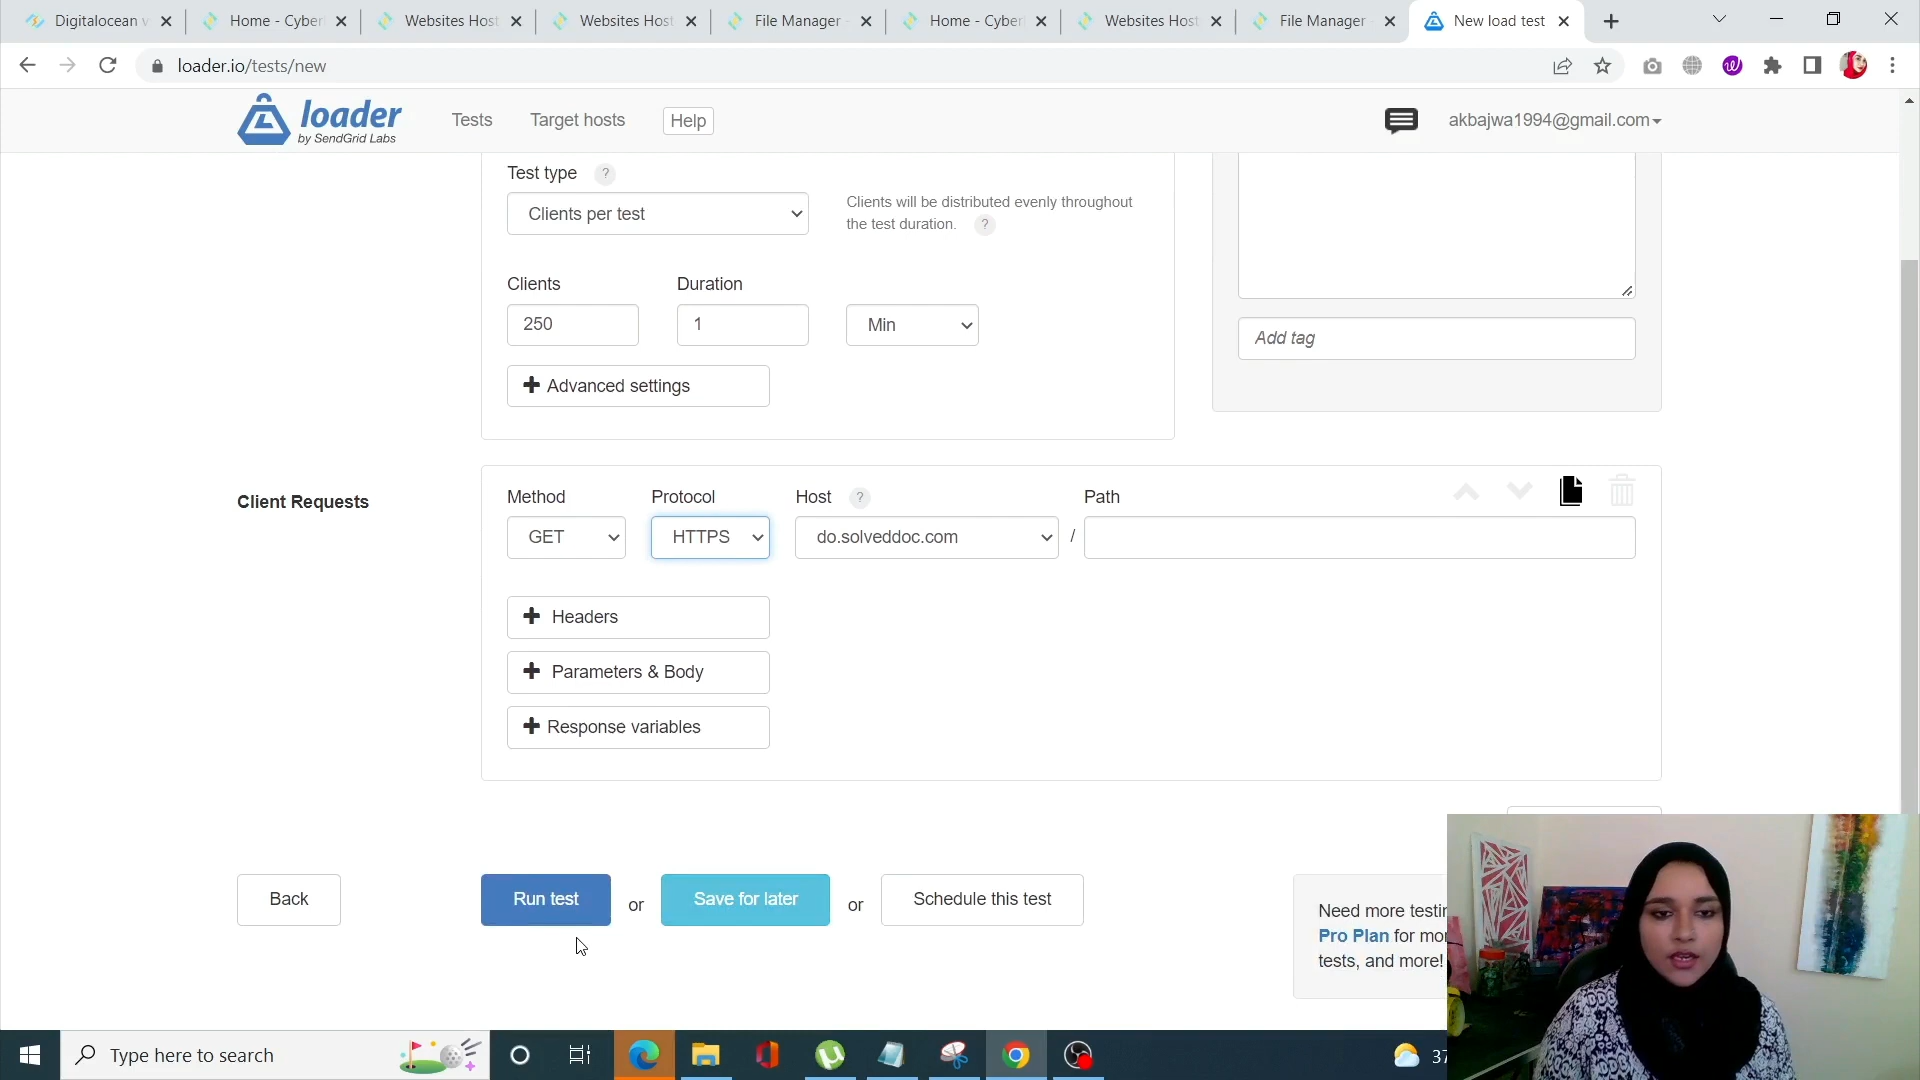 Digitalocean v
Home - Cyber
Websites Host
Websites Host
File Manager -
Home - Cyber
Websites Host
File Manager -
New load test
loader.io/tests/new
loader
by SendGrid Labs
Tests
Target hosts
Help
akbajwa1994@gmail.com
Test type ?
Clients per test
Clients will be distributed evenly throughout
the test duration. ?
Clients
Duration
250
1
Min
Add tag
+ Advanced settings
Client Requests
Method
Protocol
Host ?
Path
GET
HTTPS
do.solveddoc.com
/
+ Headers
+ Parameters & Body
+ Response variables
Back
Run test
or
Save for later
or
Schedule this test
Need more testin
Pro Plan for mor
tests, and more!
Type here to search
37